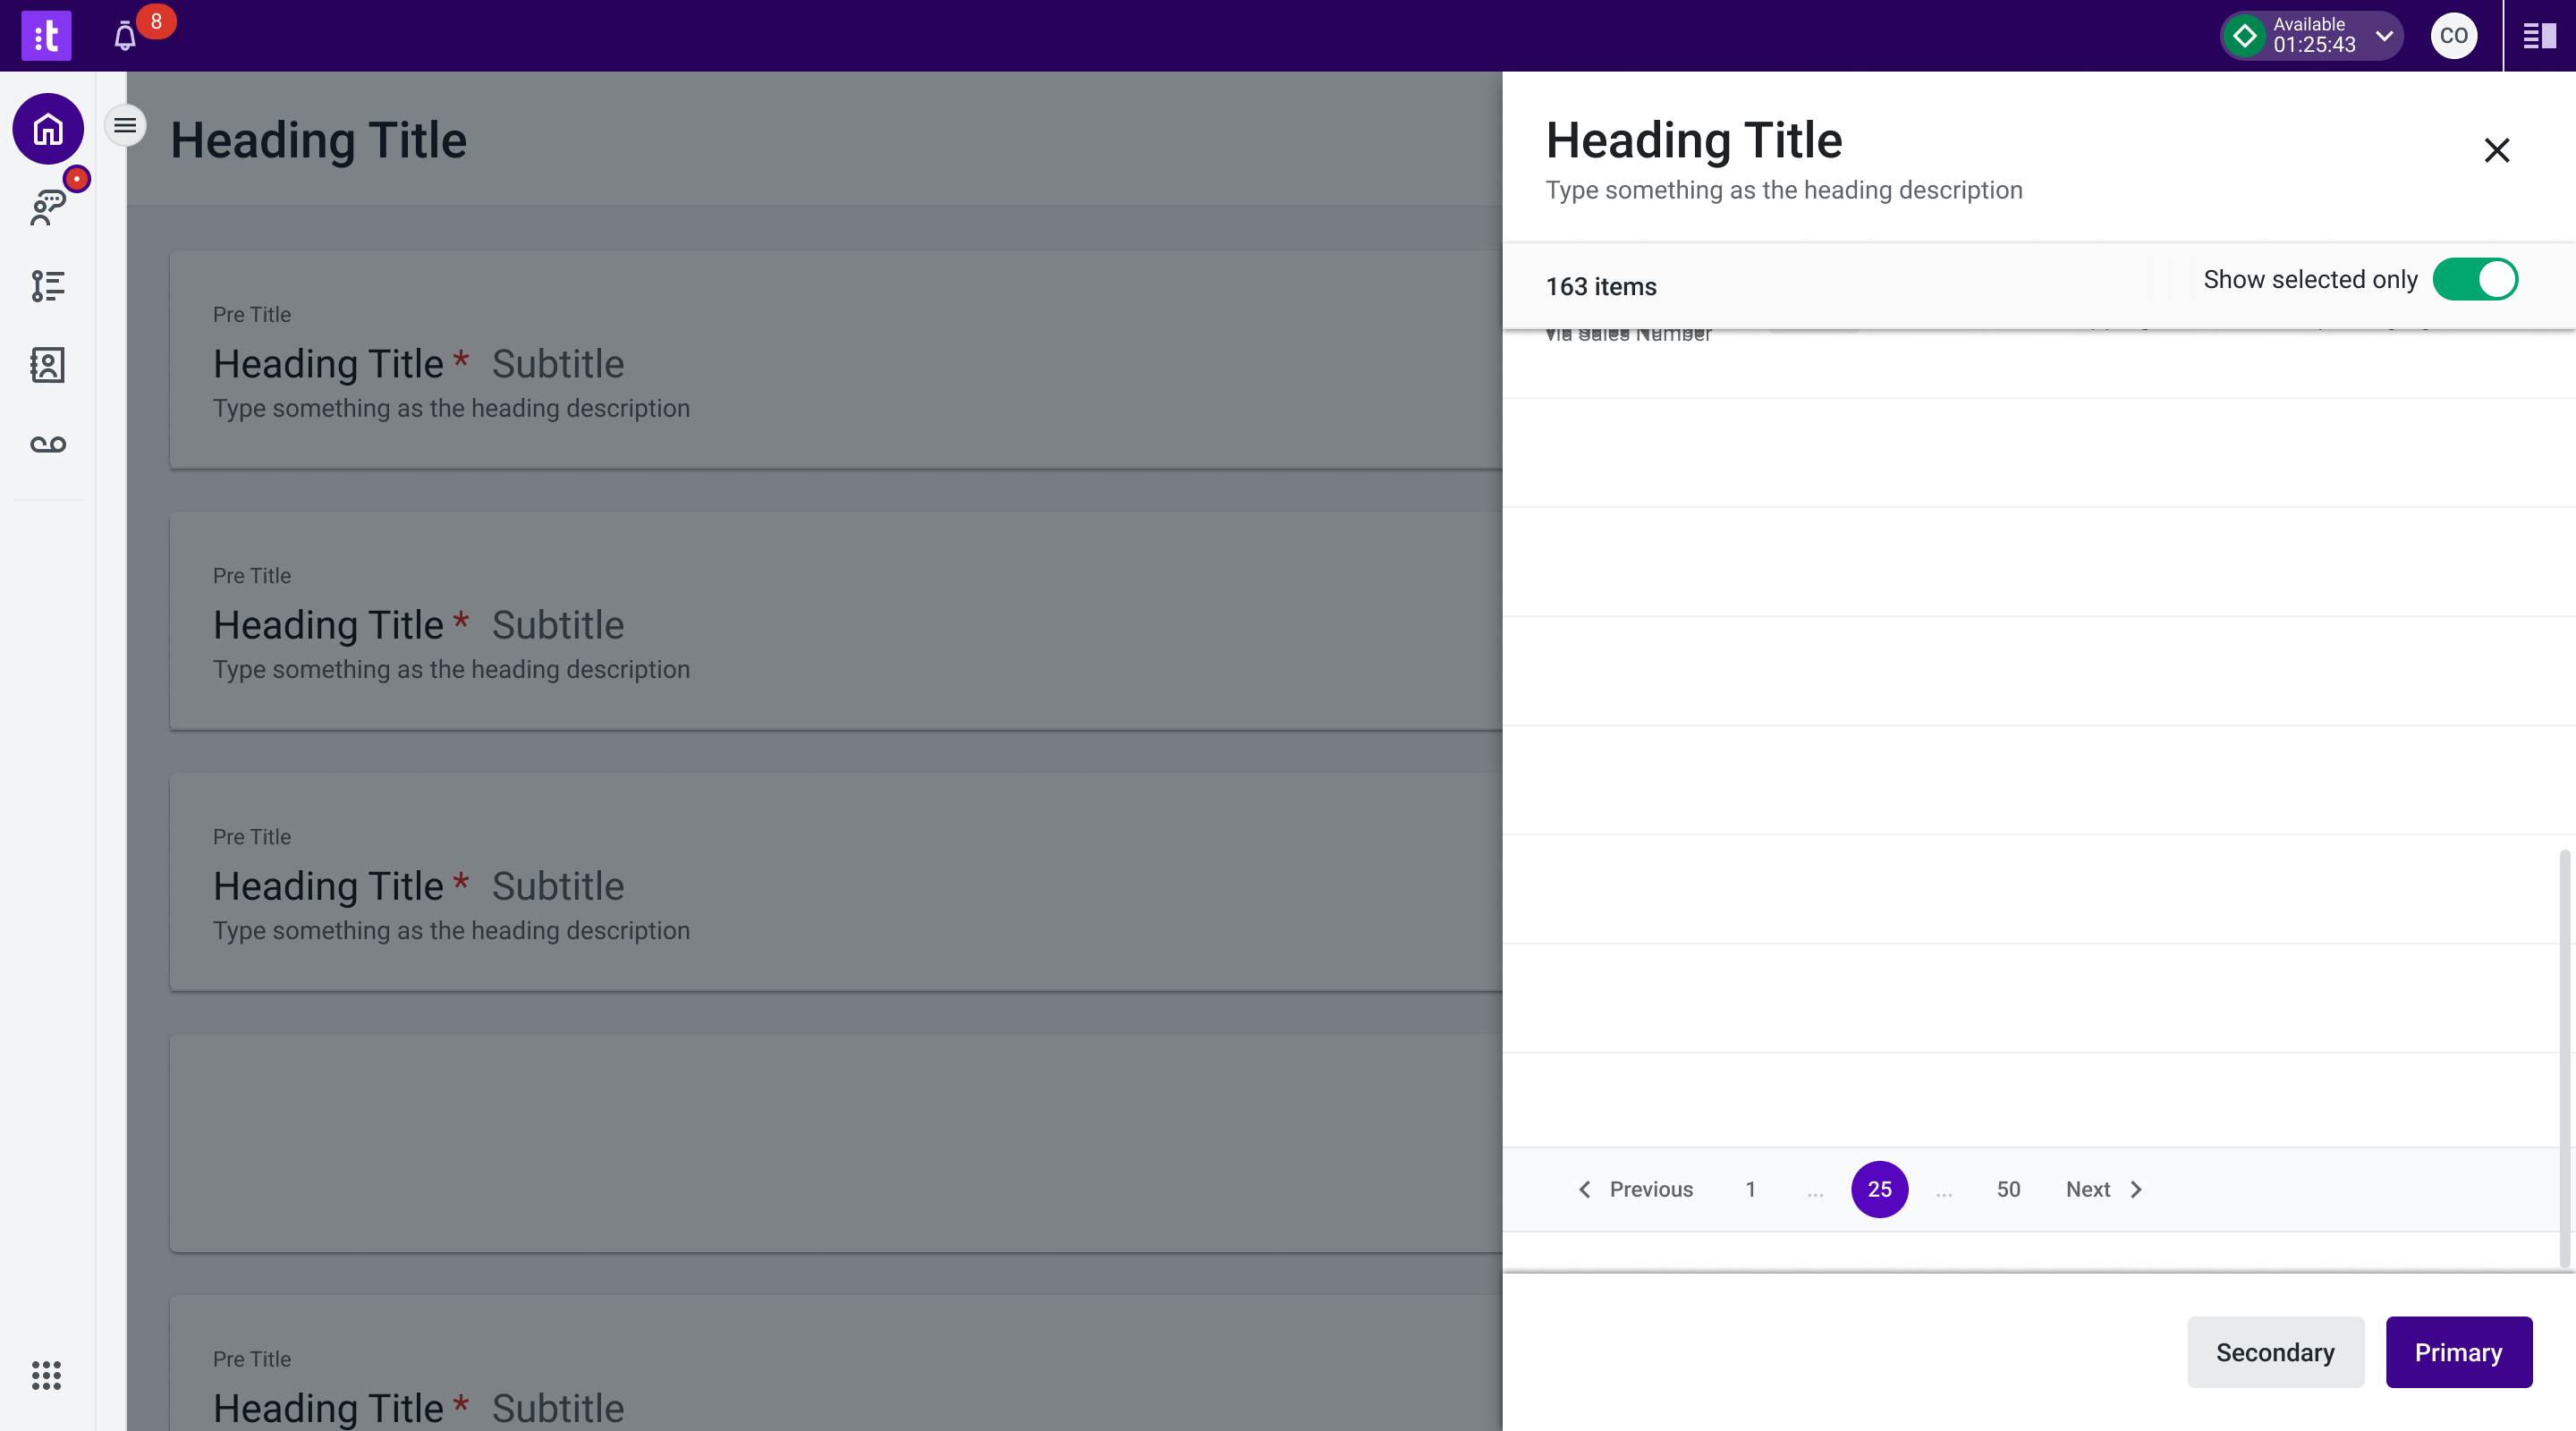 :t
8
Available
01:25:43
CO
Heading Title
Pre Title
Heading Title * Subtitle
Type something as the heading description
Pre Title
Heading Title * Subtitle
Type something as the heading description
Pre Title
Heading Title * Subtitle
Type something as the heading description
Pre Title
Heading Title * Subtitle
Heading Title
Type something as the heading description
163 items
Show selected only
Number
Previous 1 ... 25 ... 50 Next
Secondary
Primary